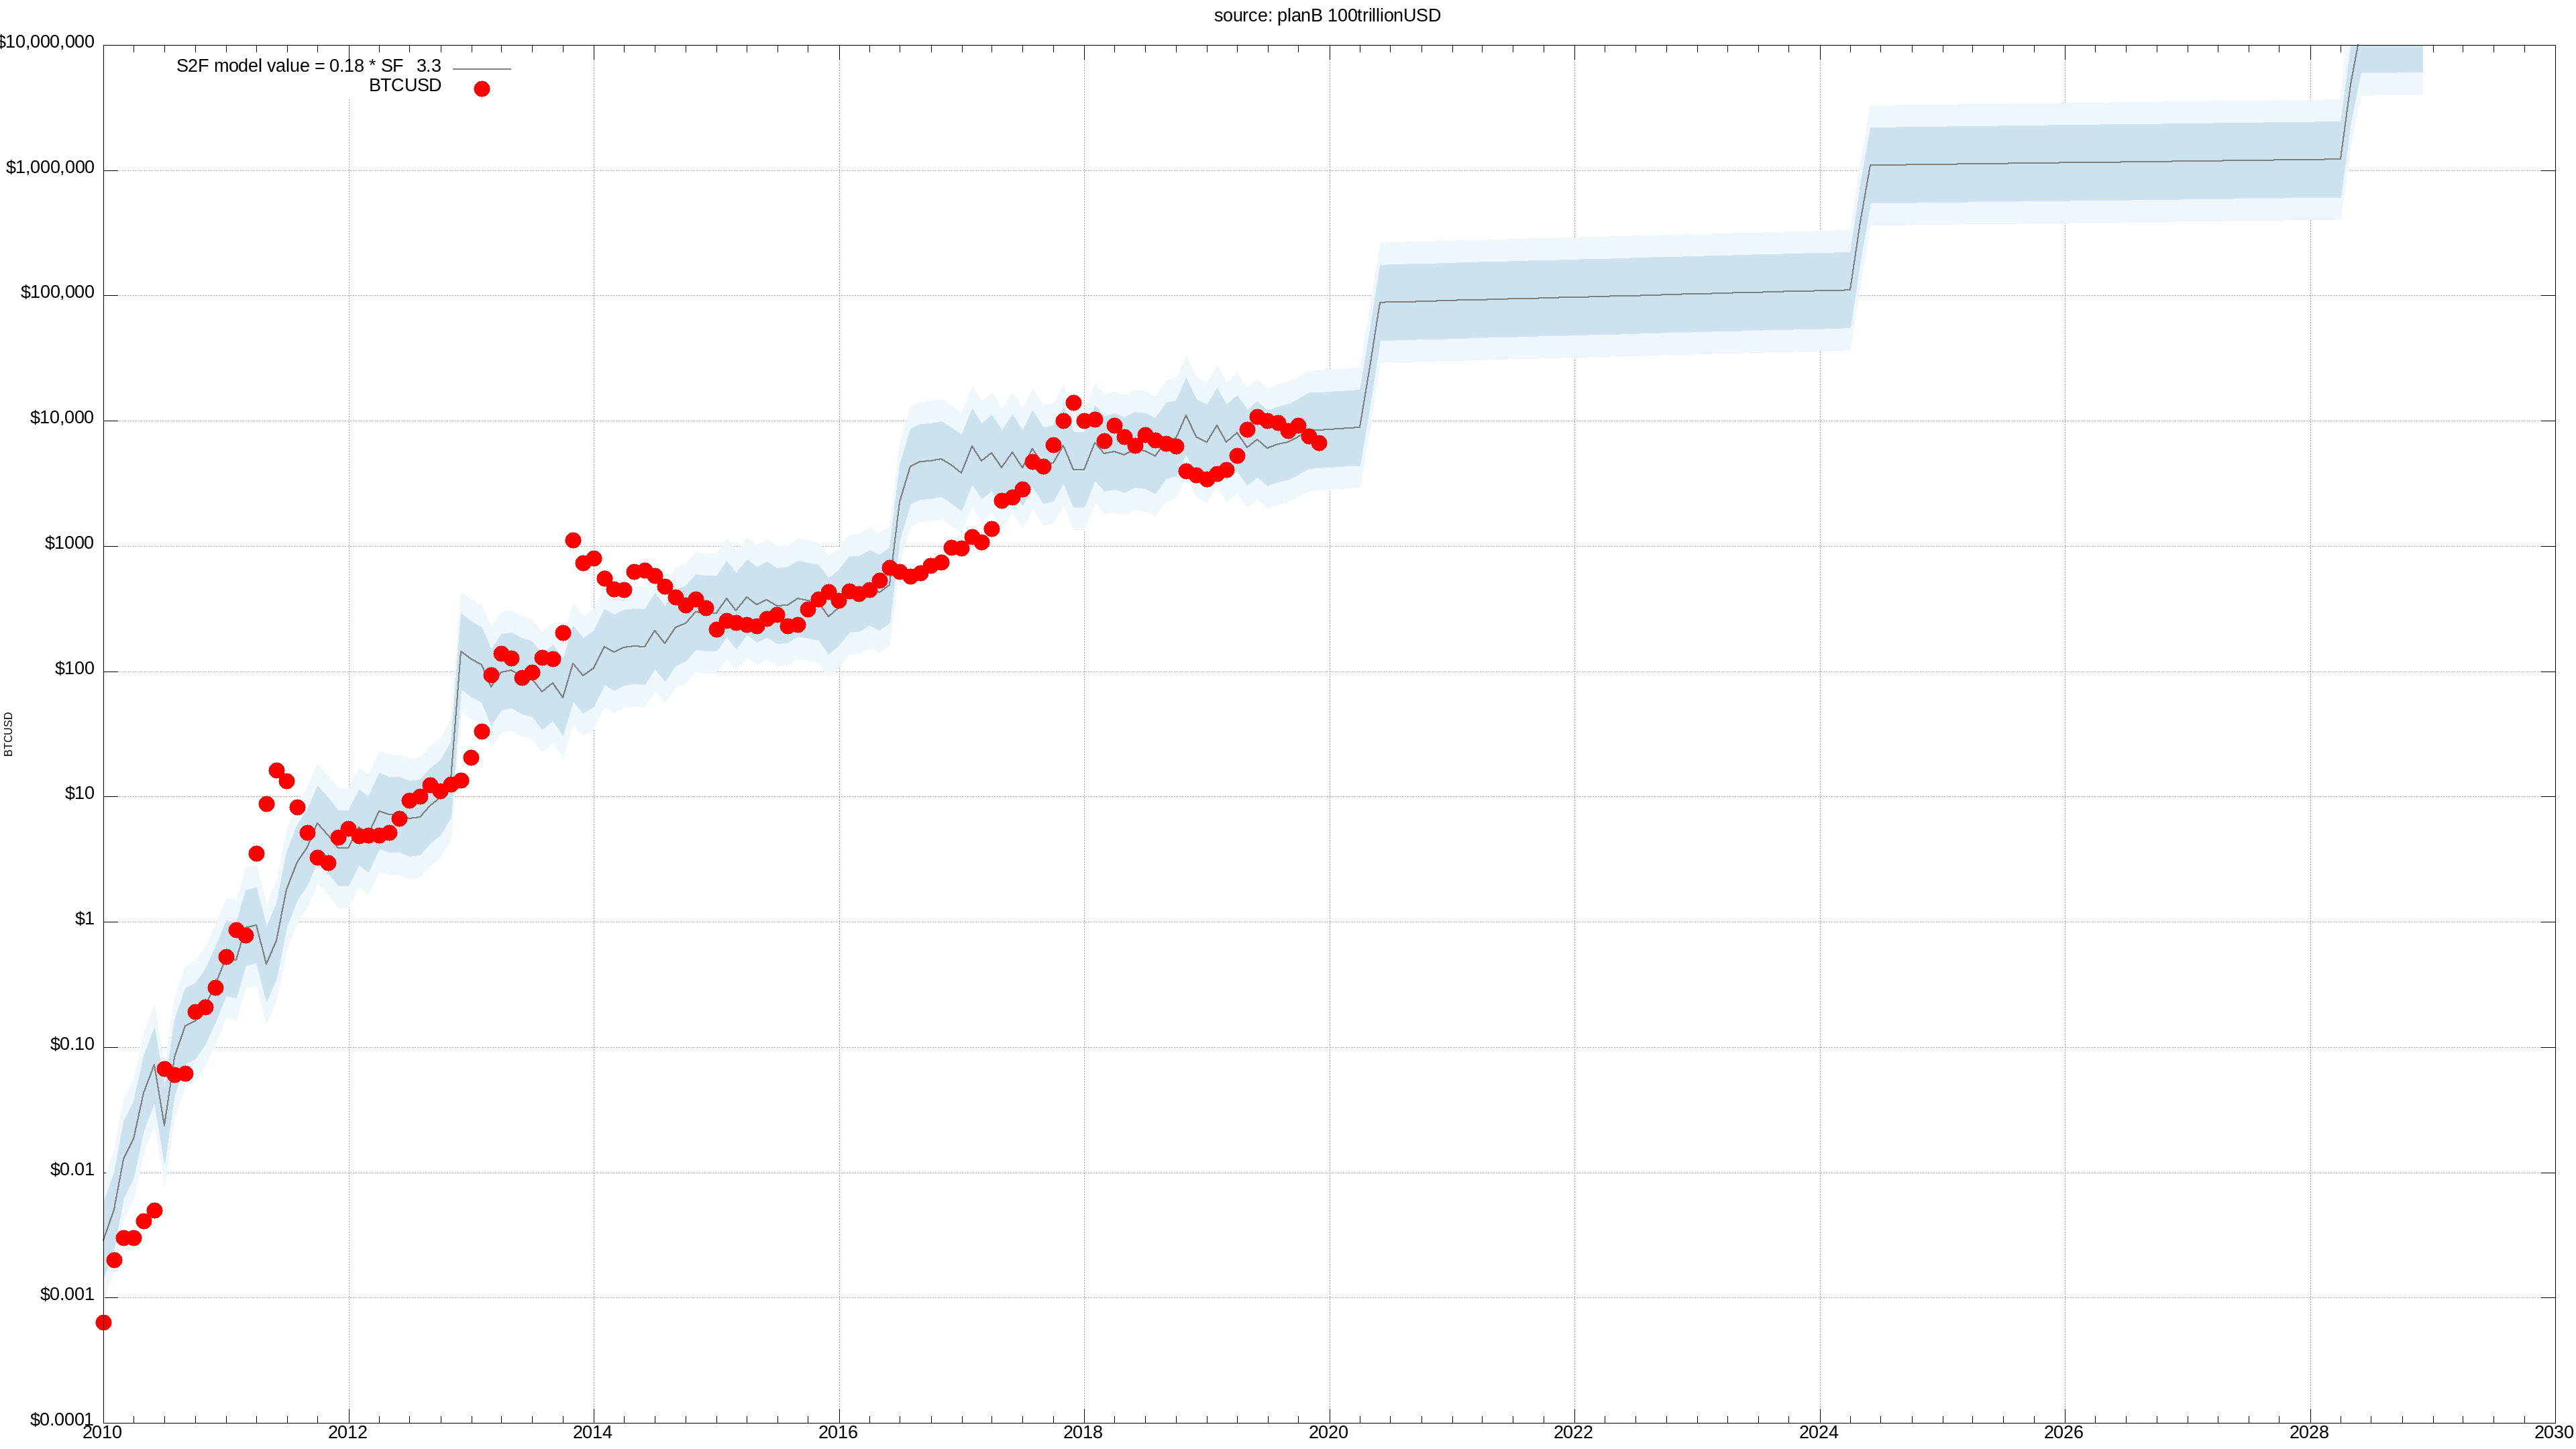 source: planB 100trillionUSD
$10,000,000
S2F model value = 0.18 * SF 3.3
BTCUSD
$1,000,000
$100,000
$10,000
$1000
$100
BTCUSD
$10
$1
$0.10
$0.01
$0.001
$0.0001
2010 2012 2014 2016 2018 2020 2022 2024 2026 2028 2030